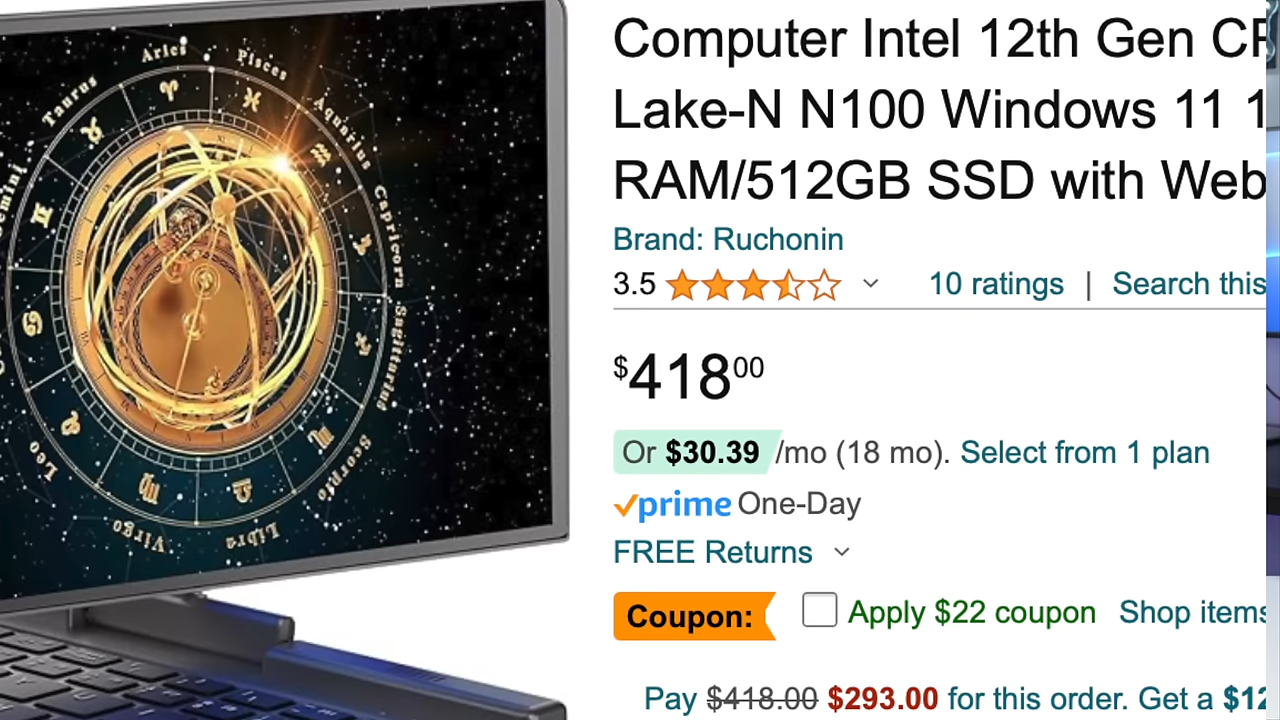 Computer Intel 12th Gen
Lake-N N100 Windows 11 1
RAM/512GB SSD with Web
Brand: Ruchonin
3.5
10 ratings | Search this
$41800
Or $30.39 /mo (18 mo). Select from 1 plan
prime One-Day
FREE Returns
Coupon: Apply $22 coupon Shop items
Pay $418.00 $293.00 for this order. Get a $12
Aries
Pisces
Aquarius
Capricorn
Sagittarius
Scorpio
Libra
Virgo
Leo
Taurus